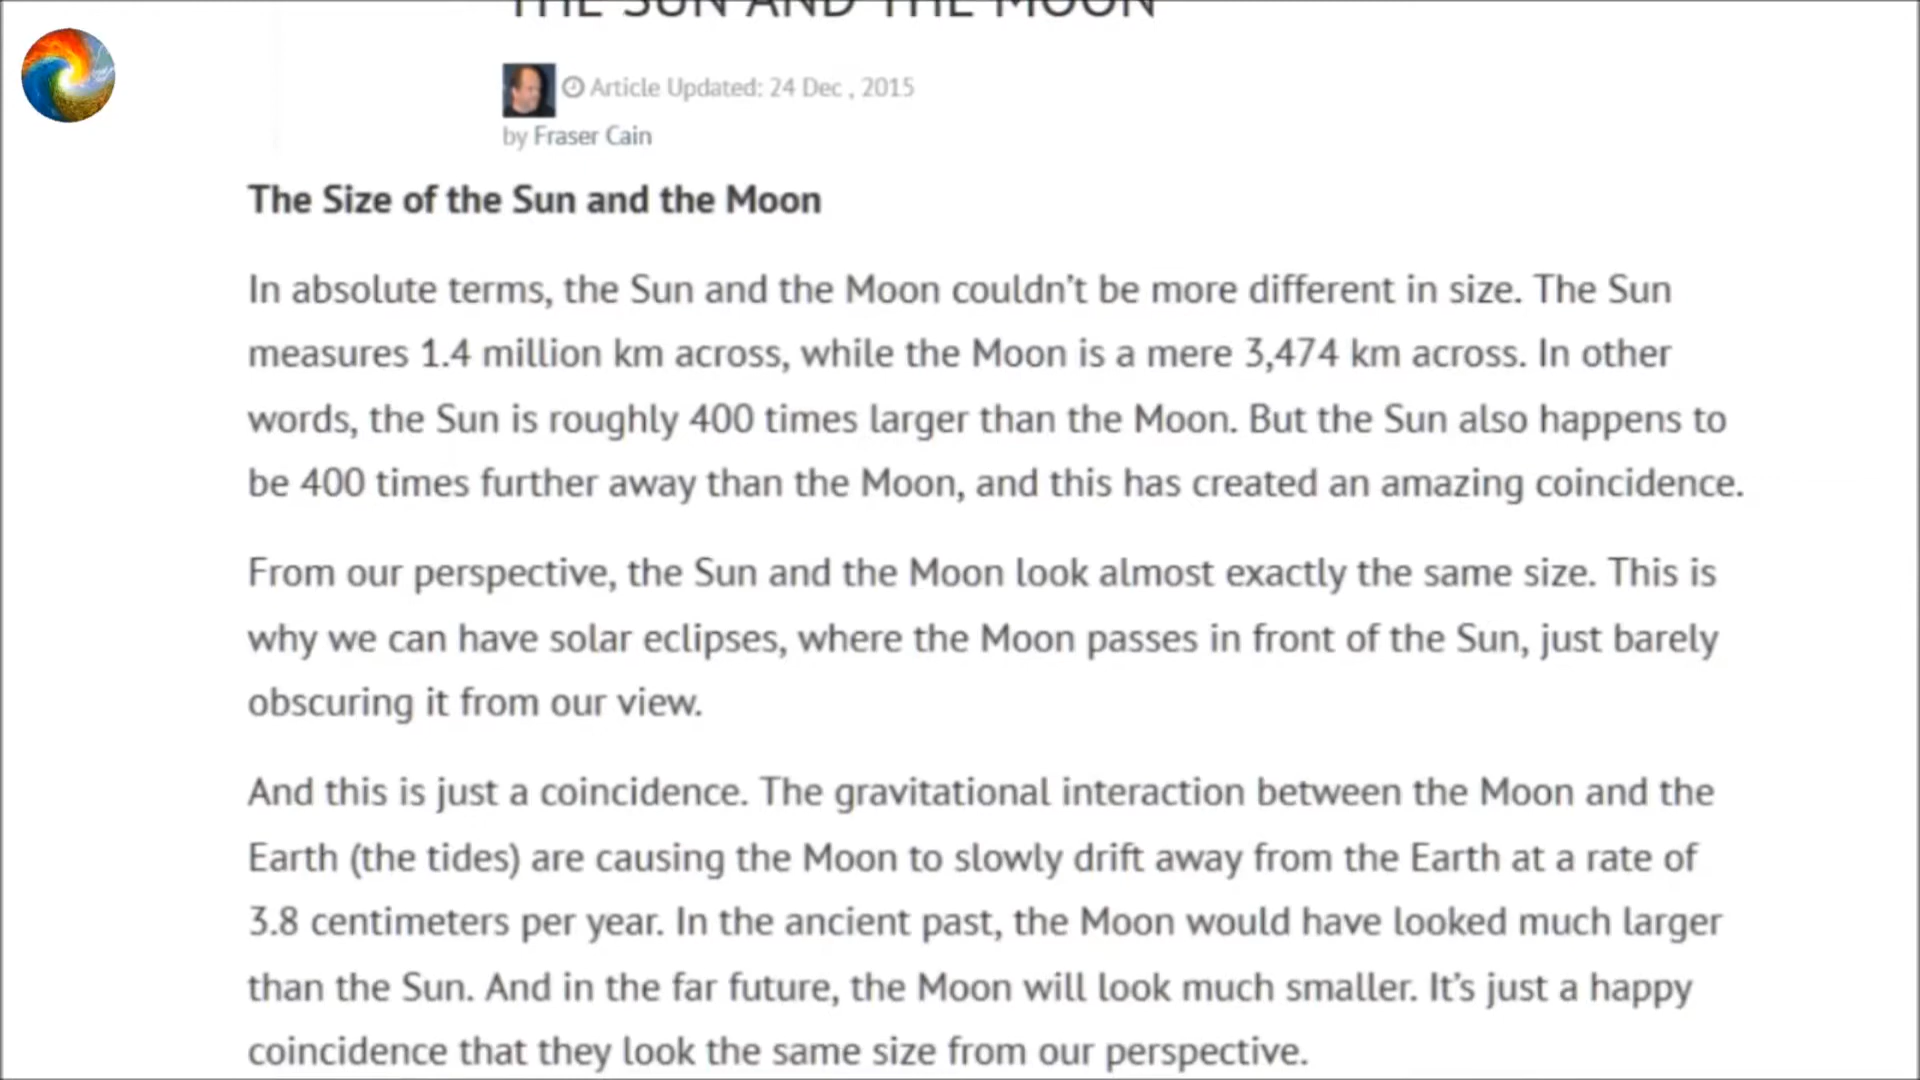 THE SUN AND THE MOON
Article Updated: 24 Dec , 2015
by Fraser Cain
The Size of the Sun and the Moon
In absolute terms, the Sun and the Moon couldn’t be more different in size. The Sun
measures 1.4 million km across, while the Moon is a mere 3,474 km across. In other
words, the Sun is roughly 400 times larger than the Moon. But the Sun also happens to
be 400 times further away than the Moon, and this has created an amazing coincidence.
From our perspective, the Sun and the Moon look almost exactly the same size. This is
why we can have solar eclipses, where the Moon passes in front of the Sun, just barely
obscuring it from our view.
And this is just a coincidence. The gravitational interaction between the Moon and the
Earth (the tides) are causing the Moon to slowly drift away from the Earth at a rate of
3.8 centimeters per year. In the ancient past, the Moon would have looked much larger
than the Sun. And in the far future, the Moon will look much smaller. It’s just a happy
coincidence that they look the same size from our perspective.